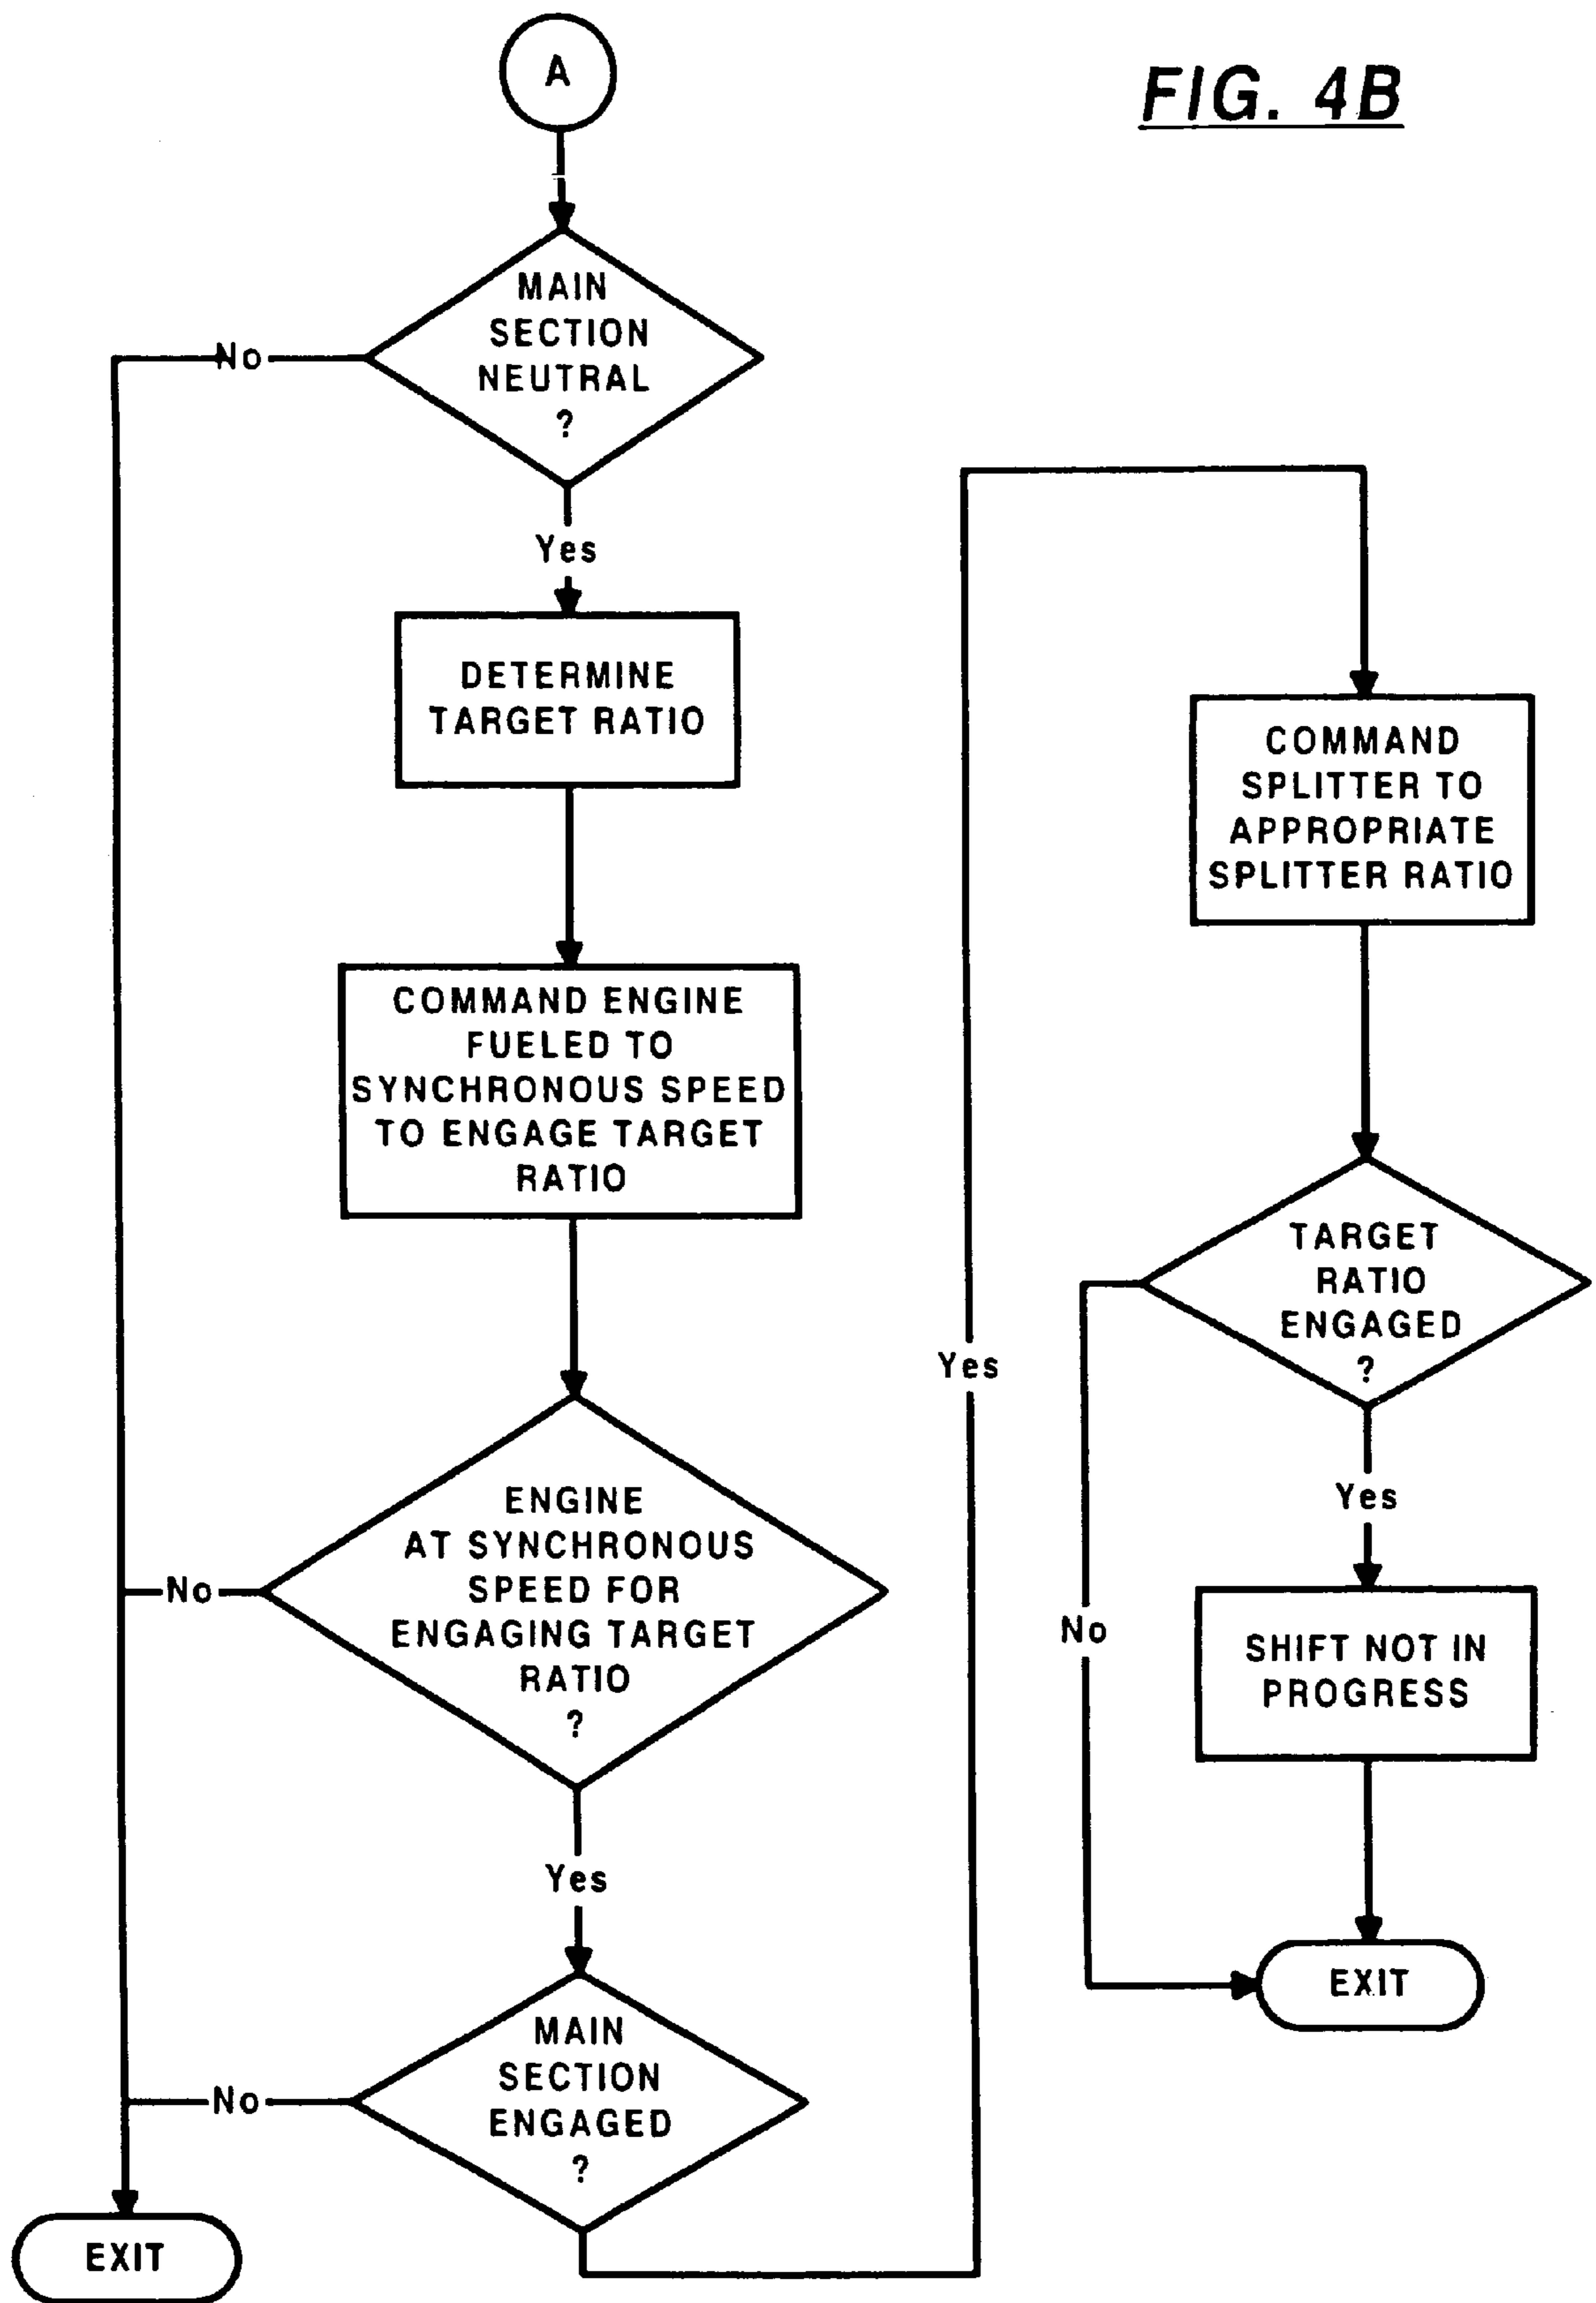 FIG. 4B
A
MAIN
SECTION
NEUTRAL
?
No
Yes
DETERMINE
TARGET RATIO
COMMAND ENGINE
FUELED TO
SYNCHRONOUS SPEED
TO ENGAGE TARGET
RATIO
ENGINE
AT SYNCHRONOUS
SPEED FOR
ENGAGING TARGET
RATIO
?
No
Yes
MAIN
SECTION
ENGAGED
?
No
EXIT
Yes
COMMAND
SPLITTER TO
APPROPRIATE
SPLITTER RATIO
TARGET
RATIO
ENGAGED
?
No
Yes
SHIFT NOT IN
PROGRESS
EXIT